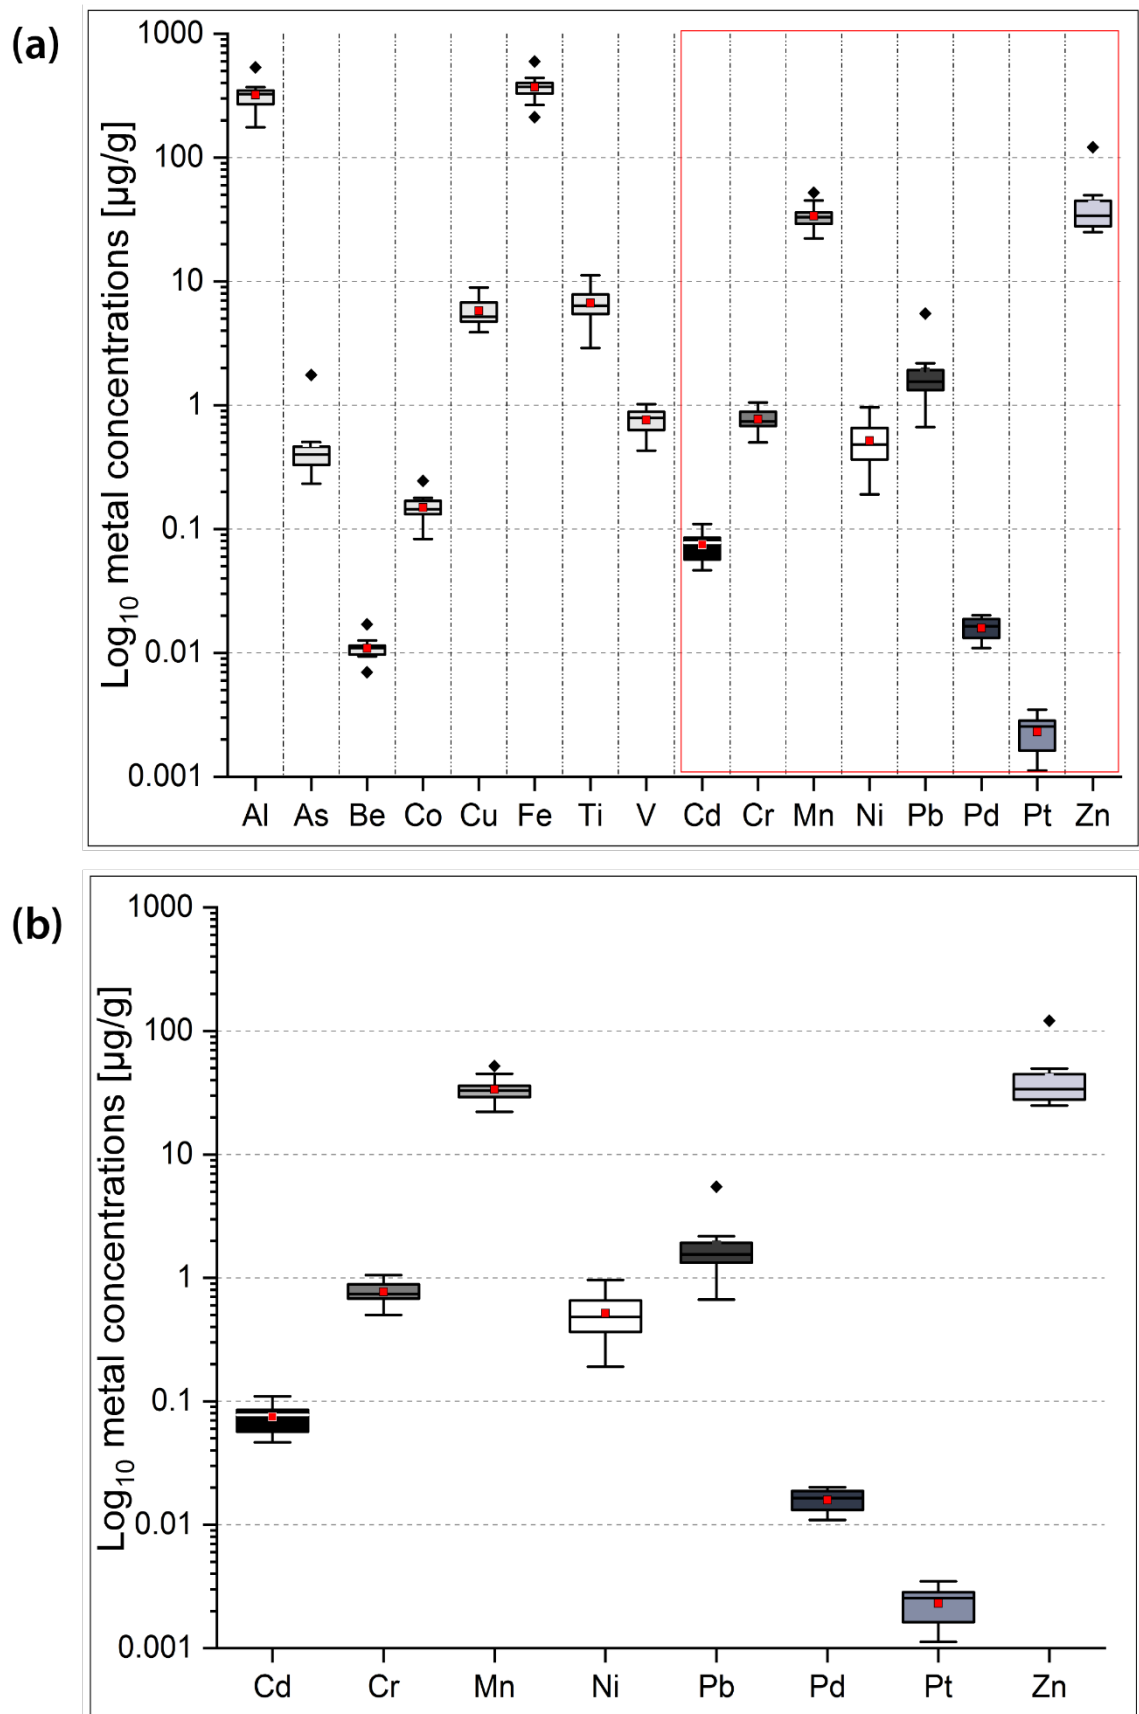 (a)
Log10 metal concentrations [µg/g]
1000
100
10
1
0.1
0.01
0.001
Al As Be Co Cu Fe Ti V Cd Cr Mn Ni Pb Pd Pt Zn
(b)
Log10 metal concentrations [µg/g]
1000
100
10
1
0.1
0.01
0.001
Cd Cr Mn Ni Pb Pd Pt Zn